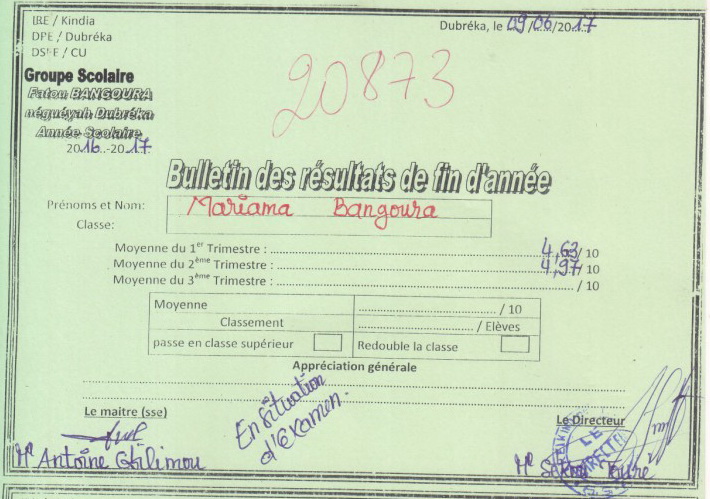 IRE / Kindia
DPE / Dubréka
DSEE / CU
Dubréka, le 09/06/2017
Groupe Scolaire
Fatou BANGOURA
néguéyah Dubréka
Année Scolaire
2016..-2017...
20873
Bulletin des résultats de fin d'année
Prénoms et Nom: Mariama Bangoura
Classe:
Moyenne du 1er Trimestre : 4,63/ 10
Moyenne du 2ème Trimestre : 4,97/ 10
Moyenne du 3ème Trimestre : / 10
Moyenne / 10
Classement / Elèves
passe en classe supérieur Redouble la classe
Appréciation générale
En situation
d'examen.
Le maitre (sse) Le Directeur
Mr Antoine Mr Sékou Touré
LE